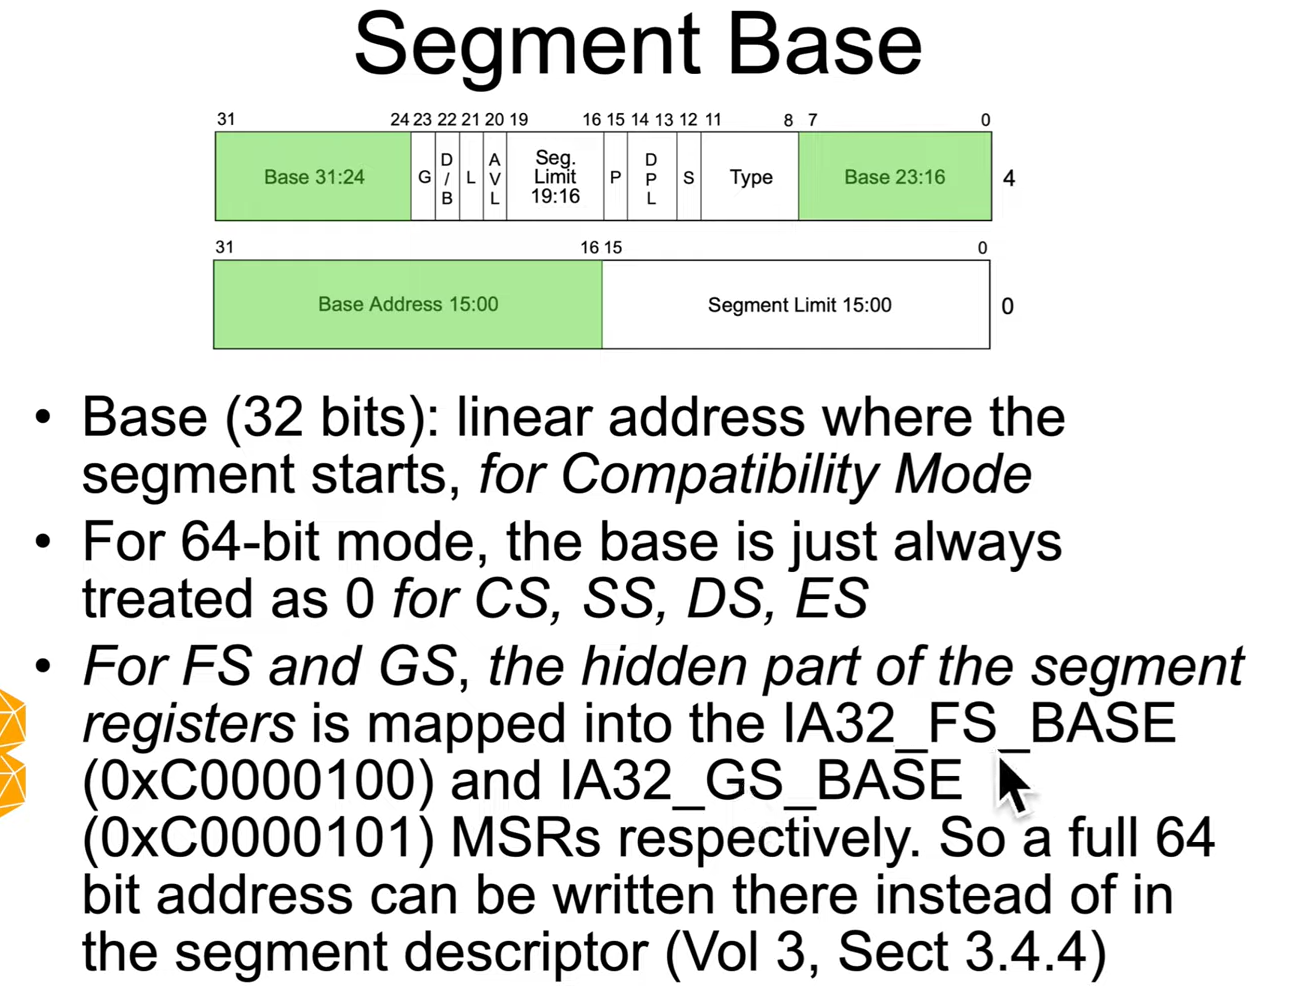 Segment Base
31 24 23 22 21 20 19 16 15 14 13 12 11 8 7 0
Base 31:24 G D/B L AVL Seg. Limit 19:16 P DPL S Type Base 23:16 4
31 16 15 0
Base Address 15:00 Segment Limit 15:00 0
• Base (32 bits): linear address where the
segment starts, for Compatibility Mode
• For 64-bit mode, the base is just always
treated as 0 for CS, SS, DS, ES
• For FS and GS, the hidden part of the segment
registers is mapped into the IA32_FS_BASE
(0xC0000100) and IA32_GS_BASE
(0xC0000101) MSRs respectively. So a full 64
bit address can be written there instead of in
the segment descriptor (Vol 3, Sect 3.4.4)